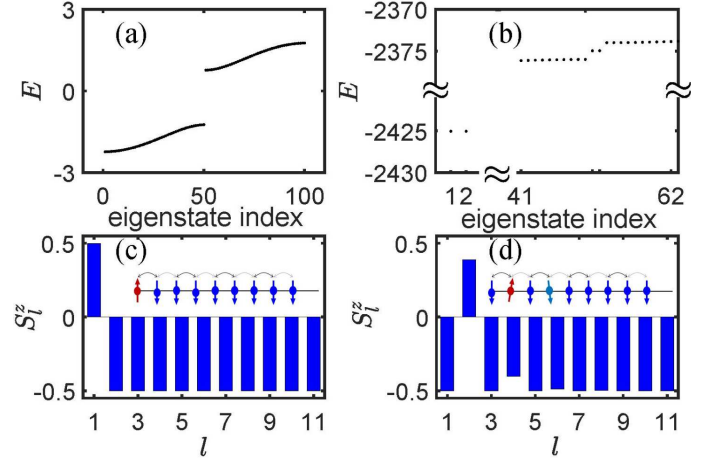 3
(a)
E
0
-3
0
50
100
eigenstate index
-2370
(b)
-2375
E
≈
≈
-2425
-2430
≈
12
41
62
eigenstate index
0.5
(c)
S_l^z
0
-0.5
1
3
5
7
9
11
l
0.5
(d)
S_l^z
0
-0.5
1
3
5
7
9
11
l